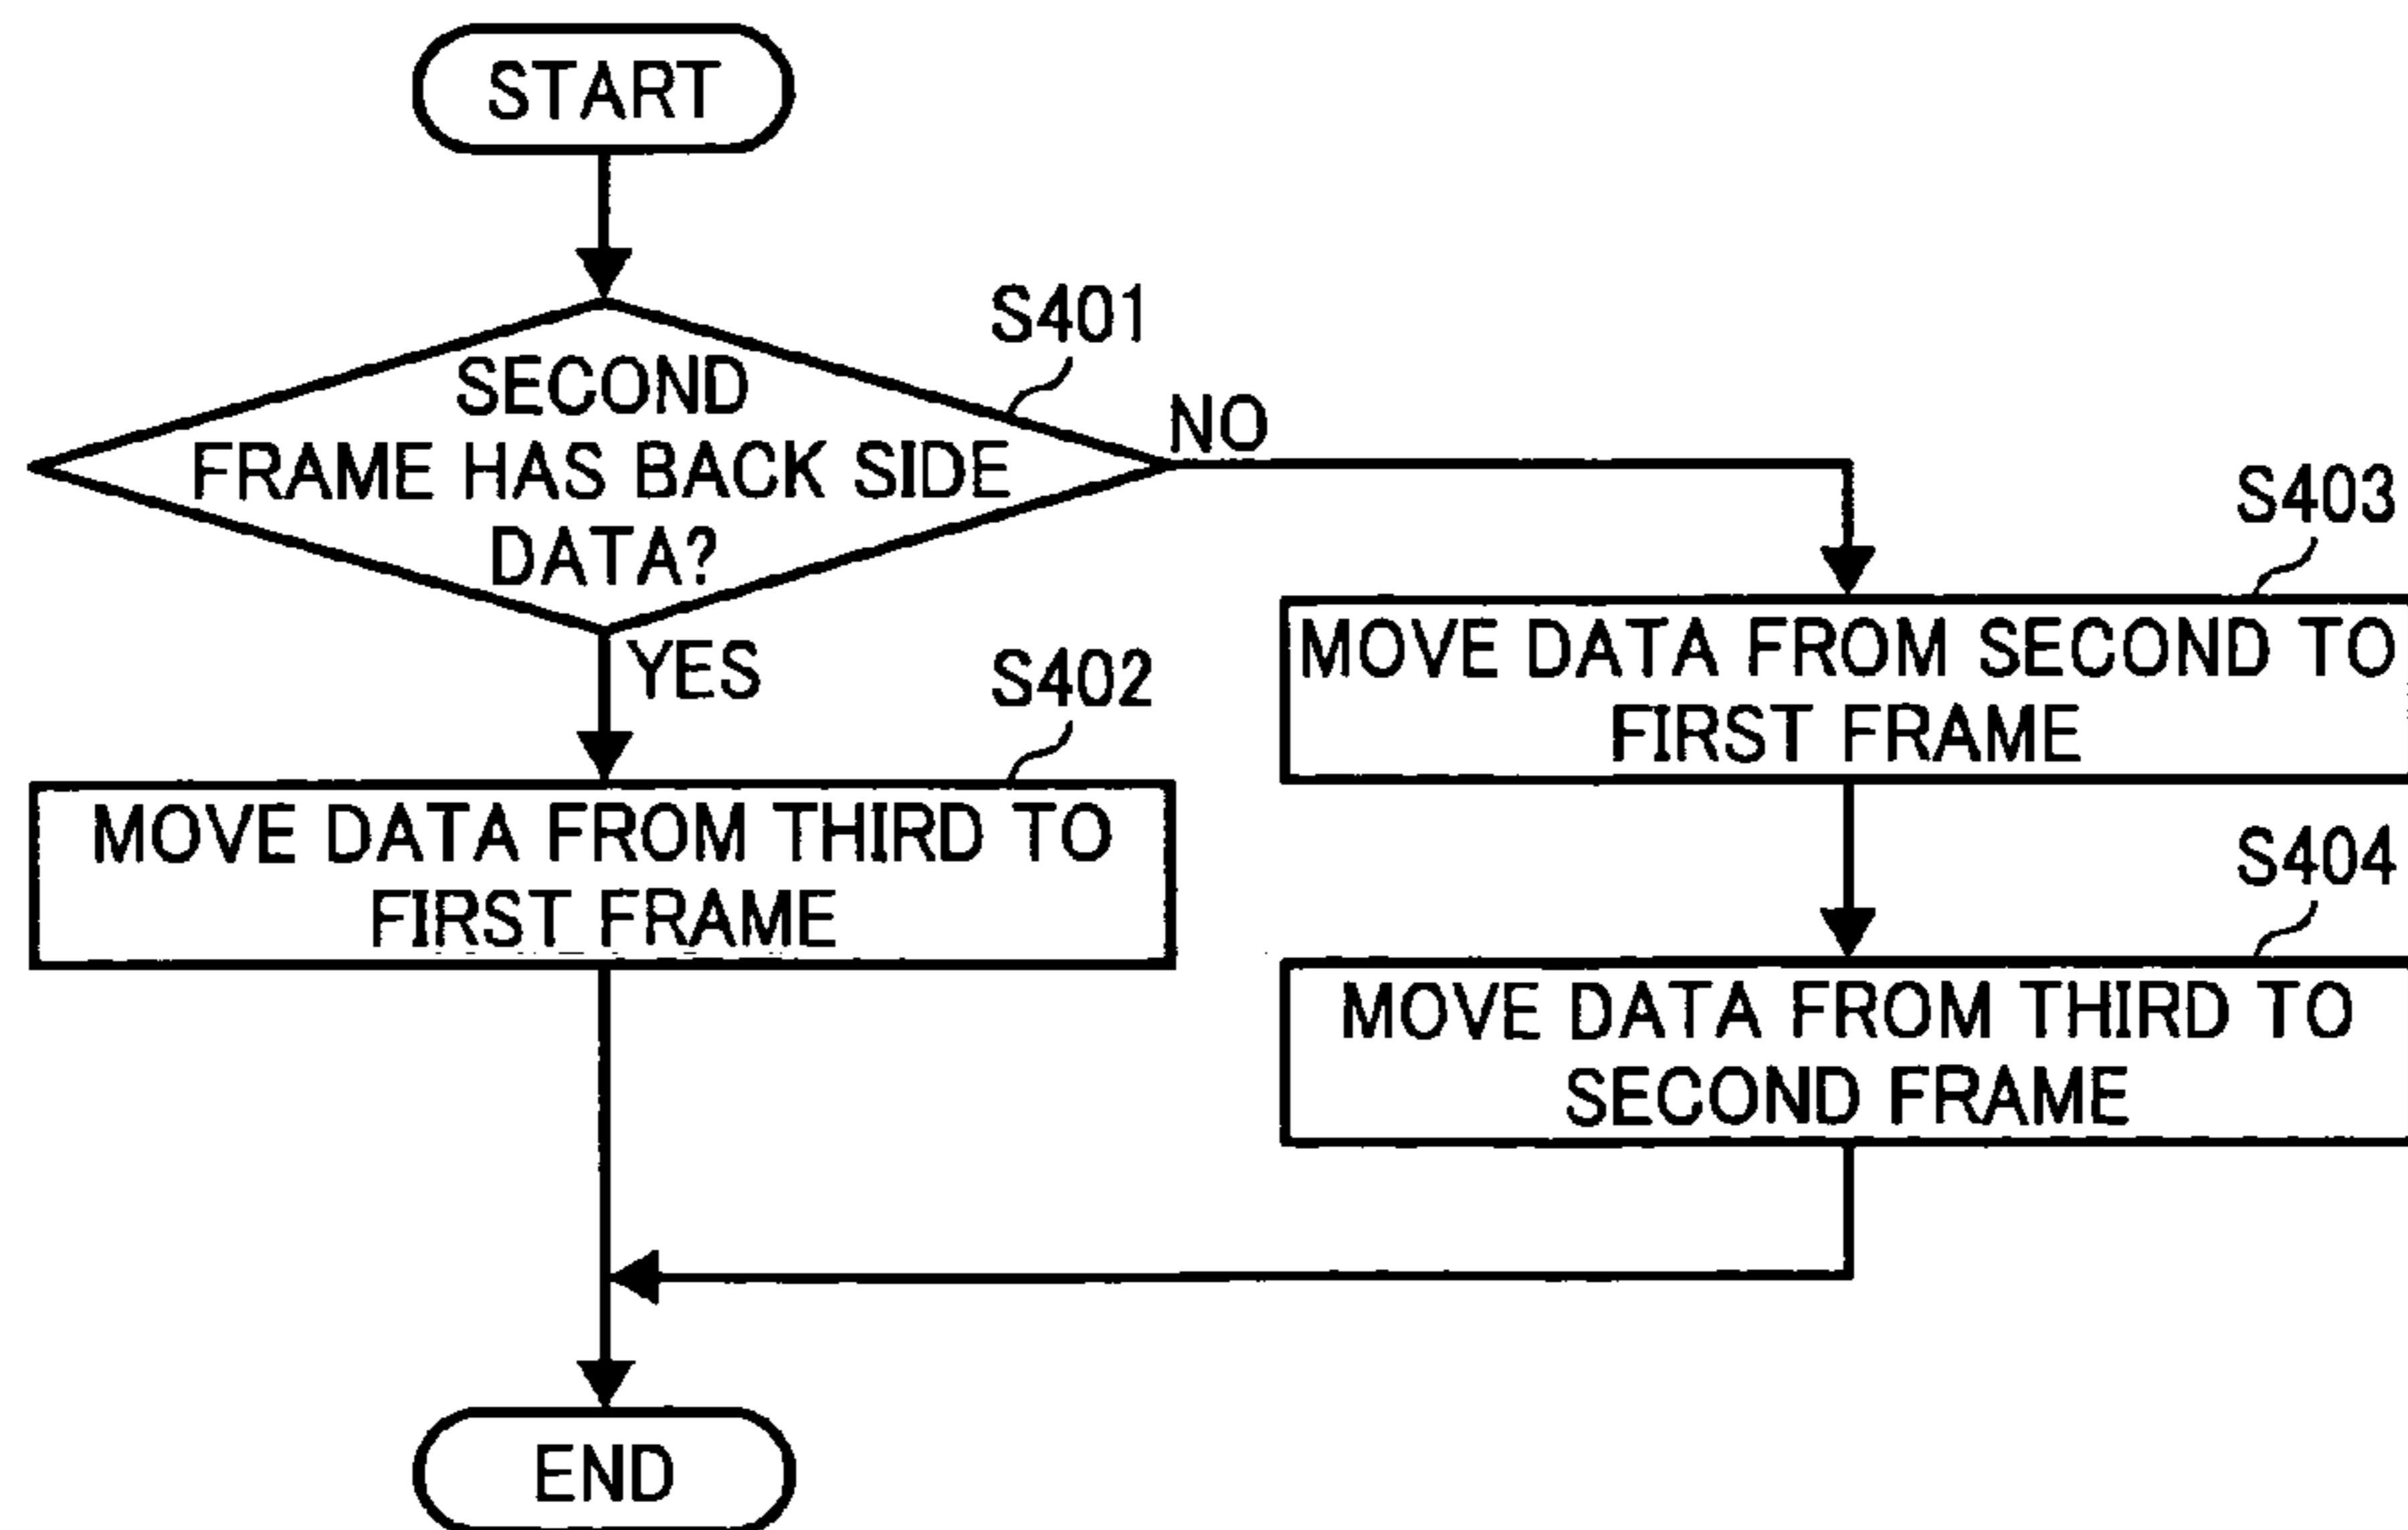 START
S401
SECOND
FRAME HAS BACK SIDE
DATA?
NO
YES
S402
MOVE DATA FROM THIRD TO
FIRST FRAME
S403
MOVE DATA FROM SECOND TO
FIRST FRAME
S404
MOVE DATA FROM THIRD TO
SECOND FRAME
END